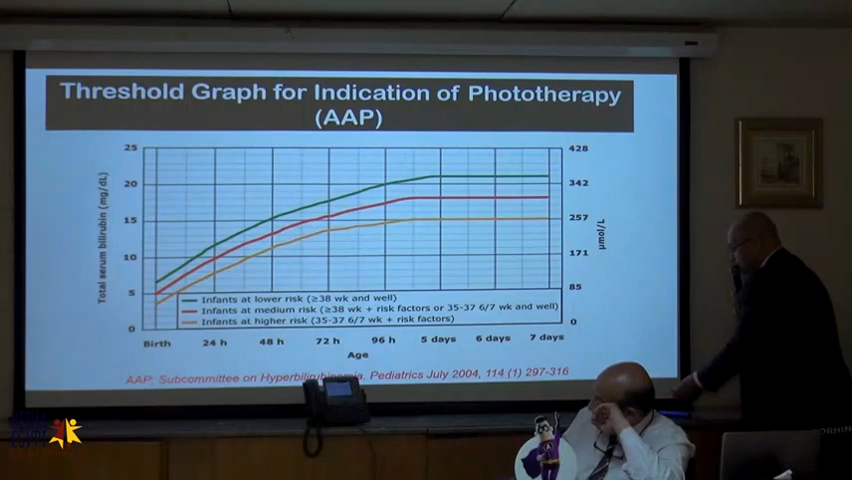 Threshold Graph for Indication of Phototherapy
(AAP)
25
20
15
10
5
0
Total serum bilirubin (mg/dL)
428
342
257
171
85
0
µmol/L
Infants at lower risk (≥38 wk and well)
Infants at medium risk (≥38 wk + risk factors or 35-37 6/7 wk and well)
Infants at higher risk (35-37 6/7 wk + risk factors)
Birth 24 h 48 h 72 h 96 h 5 days 6 days 7 days
Age
AAP; Subcommittee on Hyperbilirubinemia. Pediatrics July 2004, 114 (1) 297-316
EGYPT